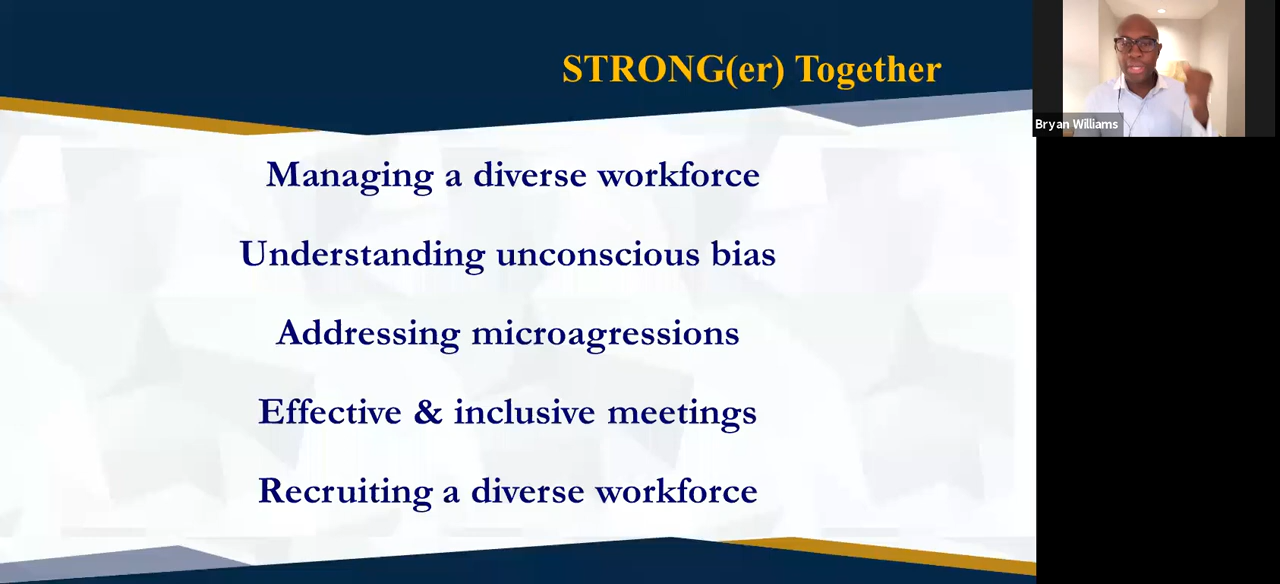 STRONG(er) Together
Bryan Williams
Managing a diverse workforce
Understanding unconscious bias
Addressing microagressions
Effective & inclusive meetings
Recruiting a diverse workforce